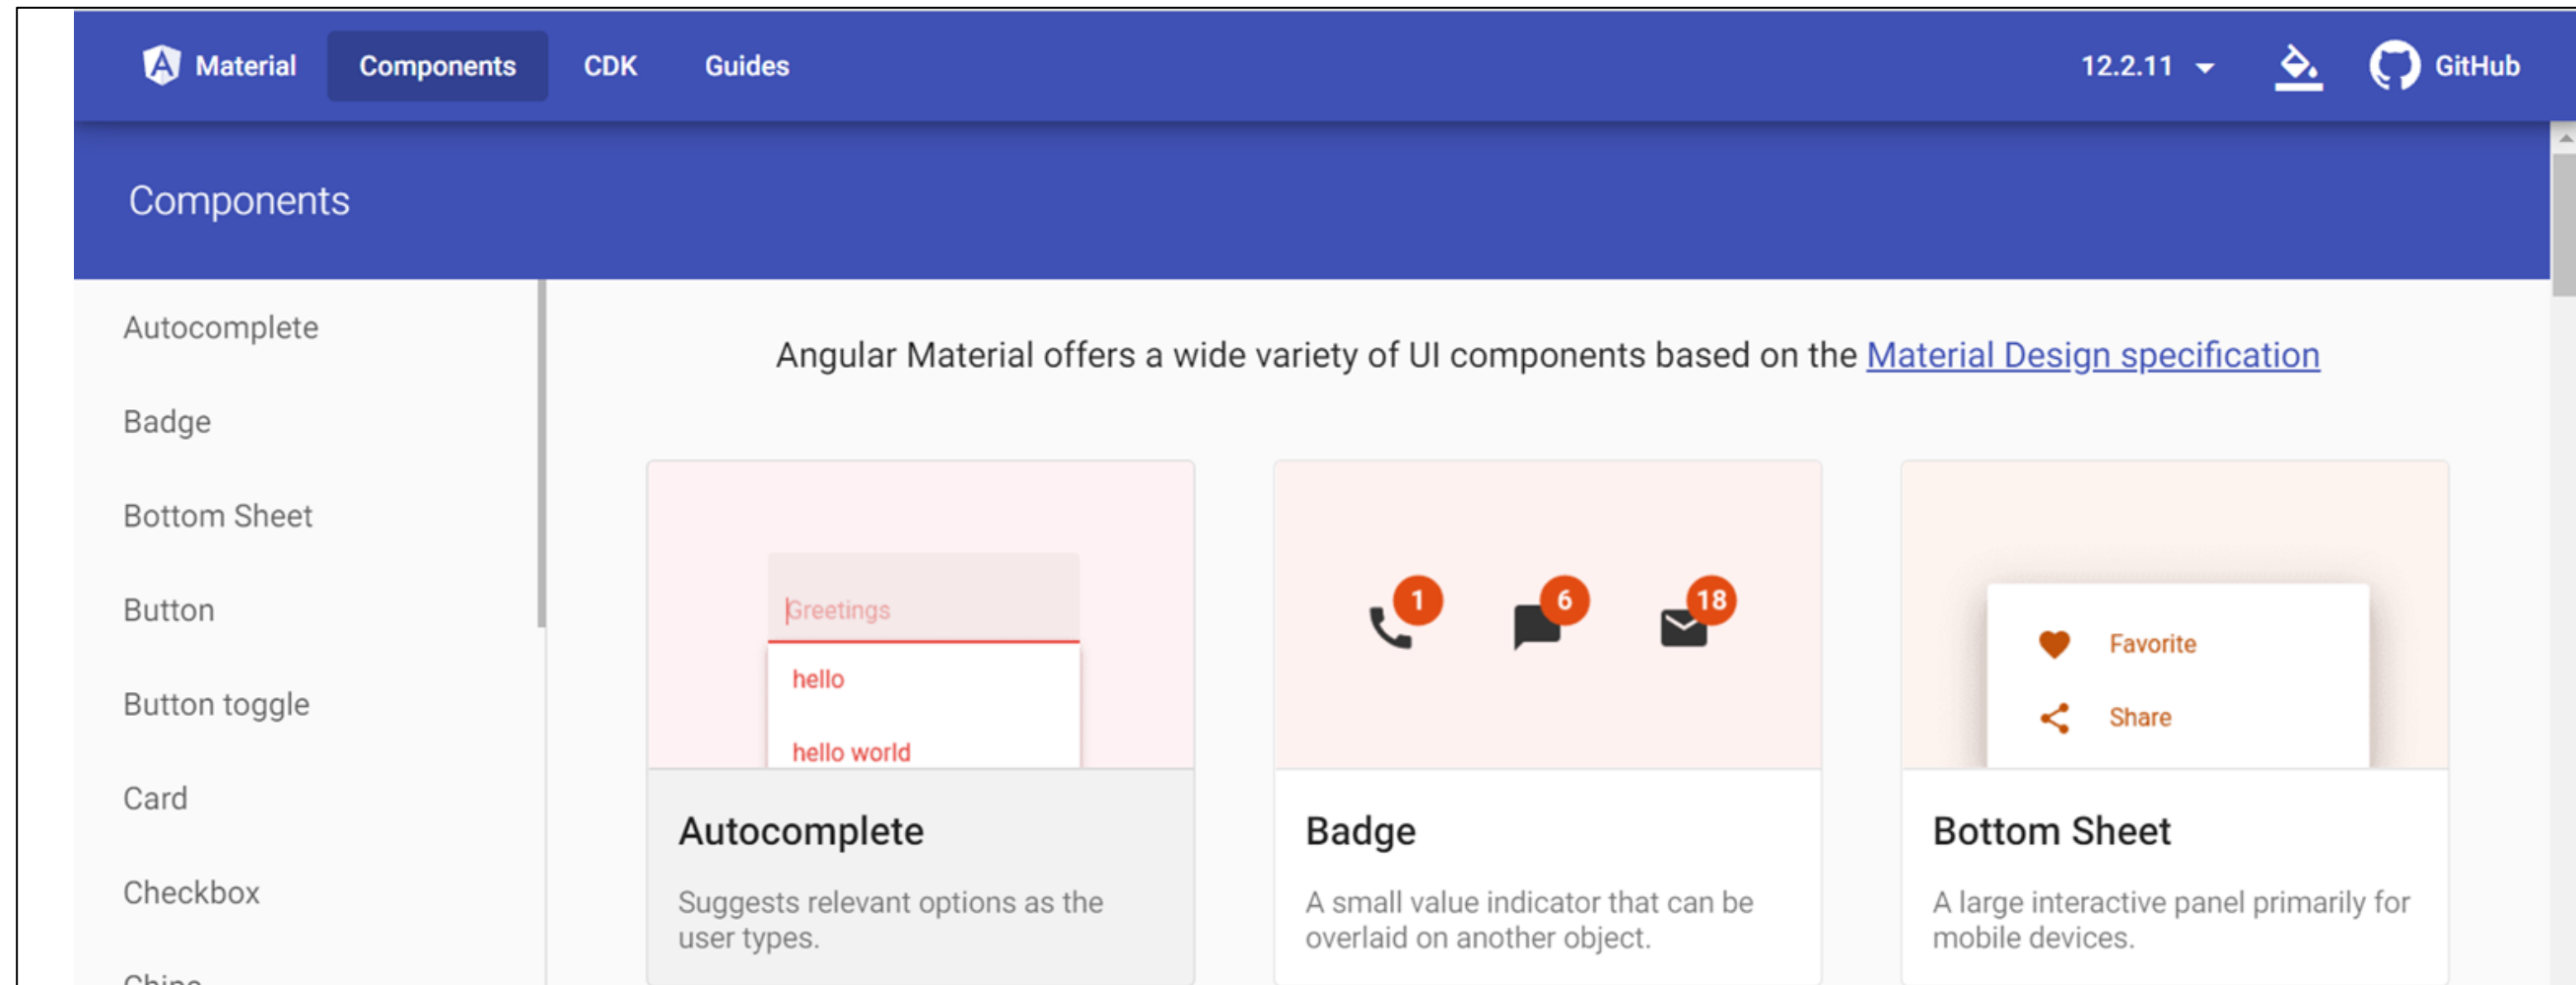 Material Components CDK Guides 12.2.11 GitHub
Components
Autocomplete
Badge
Bottom Sheet
Button
Button toggle
Card
Checkbox
Chips
Angular Material offers a wide variety of UI components based on the Material Design specification
Greetings
hello
hello world
Autocomplete
Suggests relevant options as the
user types.
1 6 18
Badge
A small value indicator that can be
overlaid on another object.
Favorite
Share
Bottom Sheet
A large interactive panel primarily for
mobile devices.